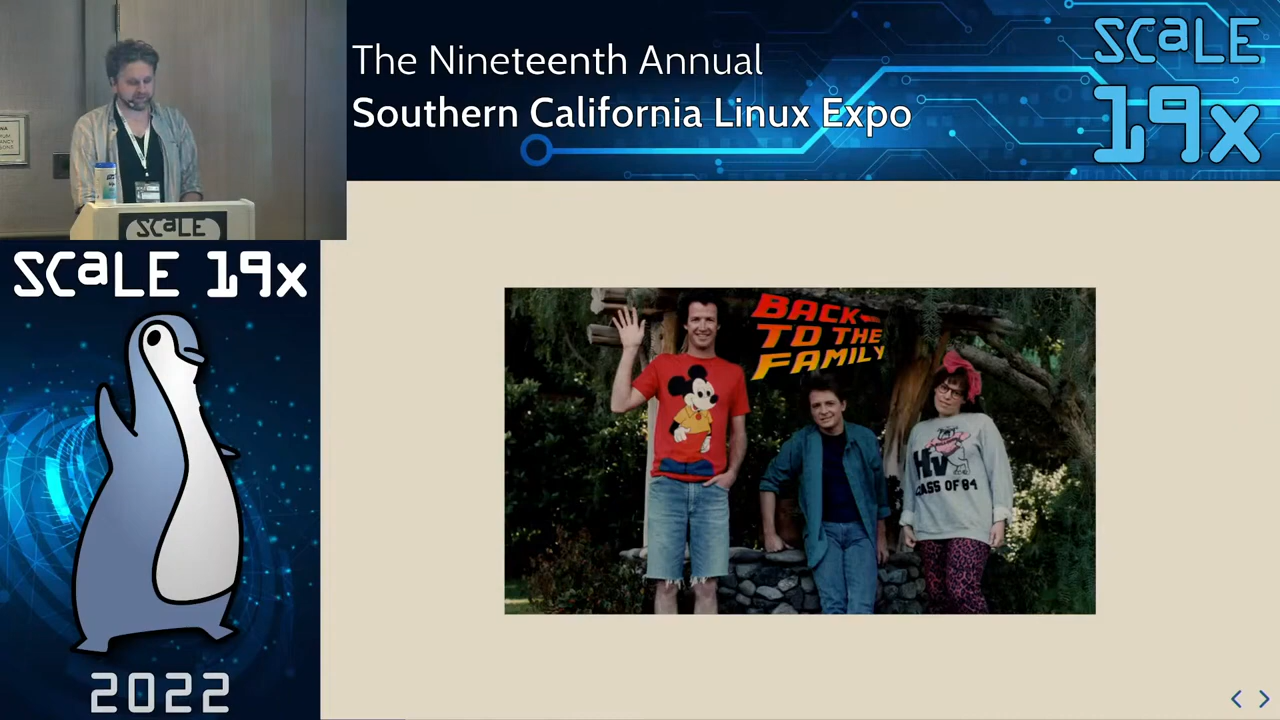 The Nineteenth Annual
Southern California Linux Expo
SCaLE
19x
SCaLE
SCaLE 19x
2022
BACK
TO THE
FAMILY
HV
CLASS OF 84